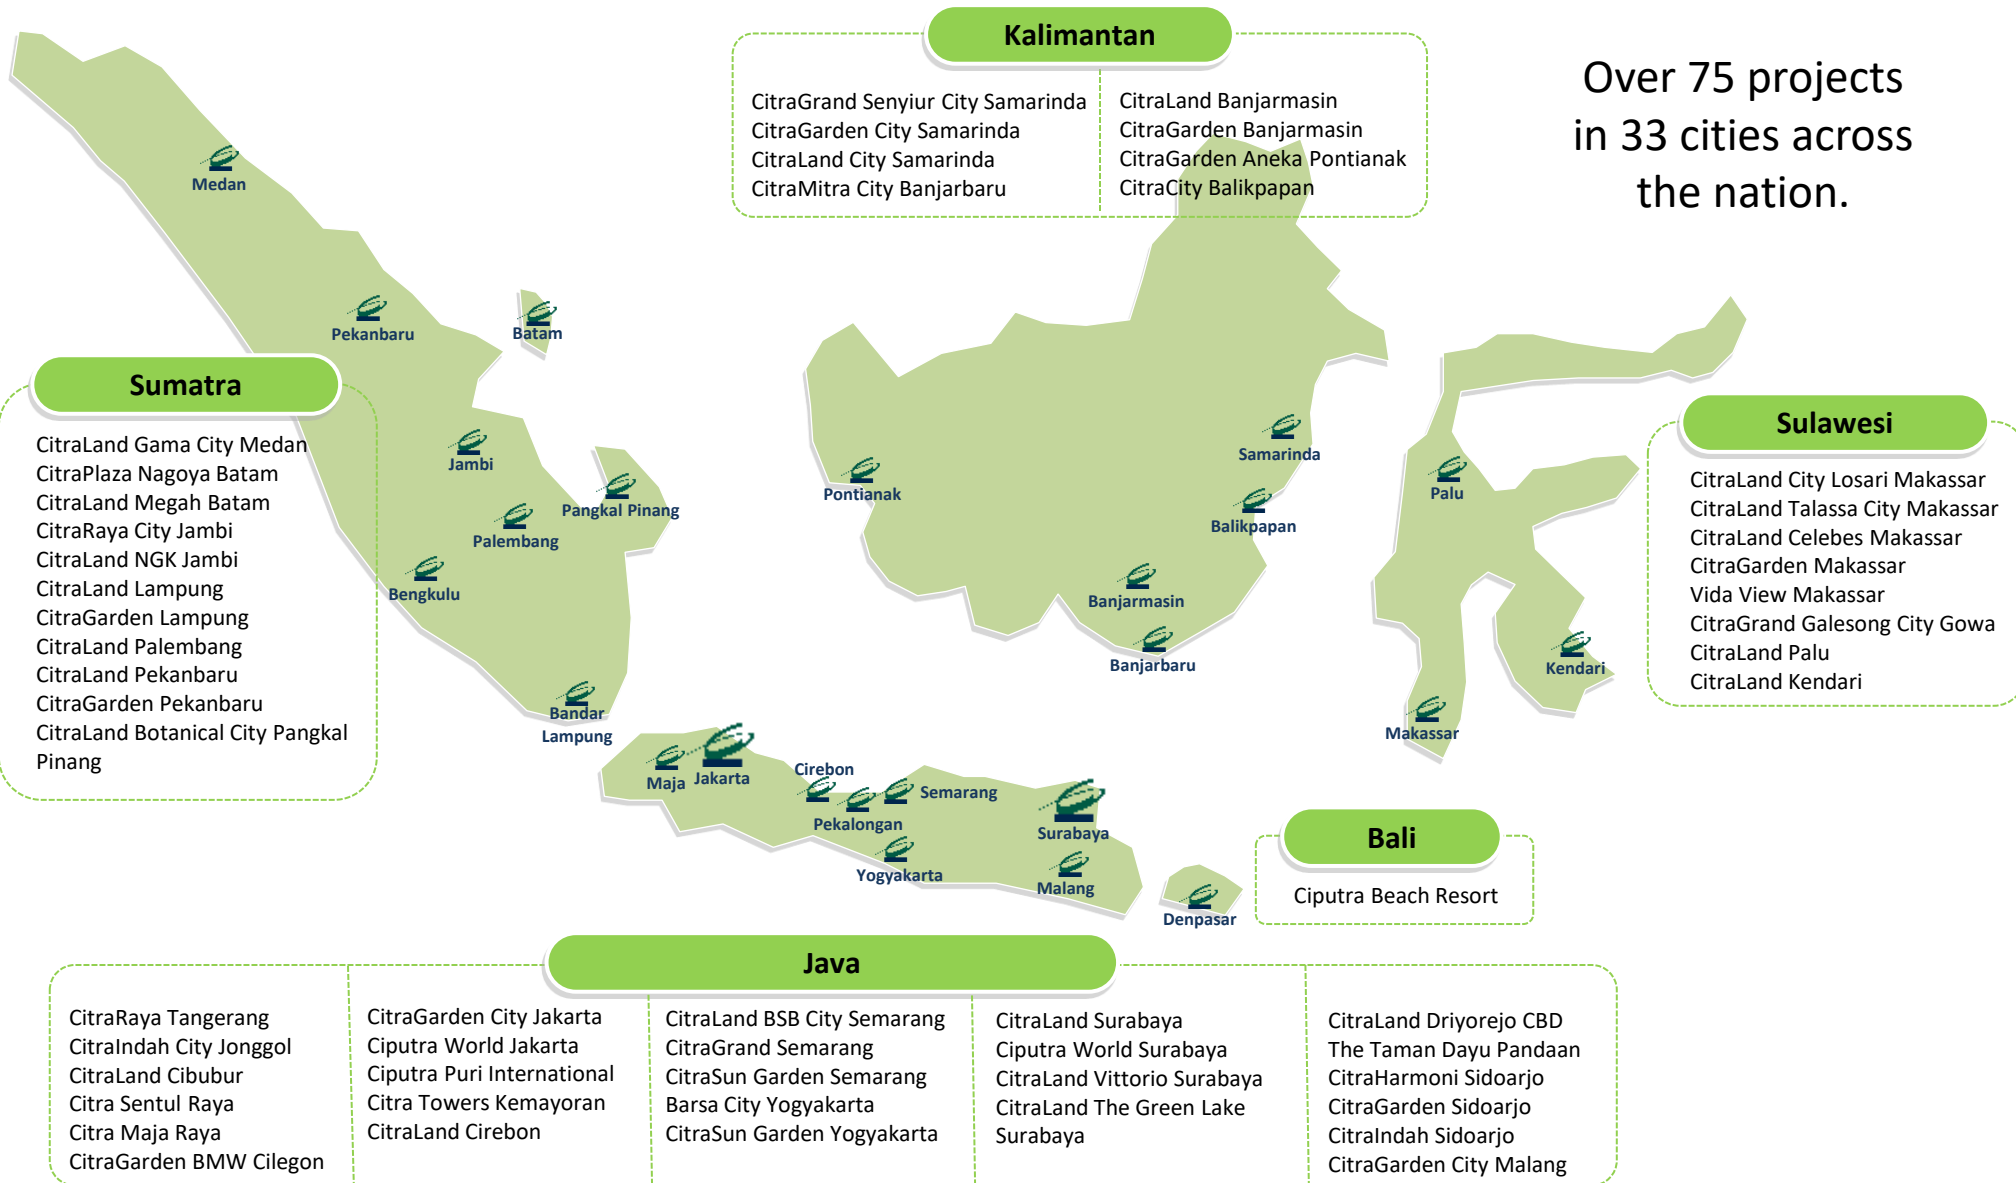 Kalimantan
CitraGrand Senyiur City Samarinda
CitraGarden City Samarinda
CitraLand City Samarinda
CitraMitra City Banjarbaru
CitraLand Banjarmasin
CitraGarden Banjarmasin
CitraGarden Aneka Pontianak
CitraCity Balikpapan
Over 75 projects
in 33 cities across
the nation.
Medan
Pekanbaru
Batam
Jambi
Pangkal Pinang
Palembang
Bengkulu
Bandar
Lampung
Pontianak
Samarinda
Balikpapan
Banjarmasin
Banjarbaru
Palu
Kendari
Makassar
Maja
Jakarta
Cirebon
Pekalongan
Semarang
Yogyakarta
Surabaya
Malang
Denpasar
Sumatra
CitraLand Gama City Medan
CitraPlaza Nagoya Batam
CitraLand Megah Batam
CitraRaya City Jambi
CitraLand NGK Jambi
CitraLand Lampung
CitraGarden Lampung
CitraLand Palembang
CitraLand Pekanbaru
CitraGarden Pekanbaru
CitraLand Botanical City Pangkal
Pinang
Sulawesi
CitraLand City Losari Makassar
CitraLand Talassa City Makassar
CitraLand Celebes Makassar
CitraGarden Makassar
Vida View Makassar
CitraGrand Galesong City Gowa
CitraLand Palu
CitraLand Kendari
Bali
Ciputra Beach Resort
Java
CitraRaya Tangerang
CitraIndah City Jonggol
CitraLand Cibubur
Citra Sentul Raya
Citra Maja Raya
CitraGarden BMW Cilegon
CitraGarden City Jakarta
Ciputra World Jakarta
Ciputra Puri International
Citra Towers Kemayoran
CitraLand Cirebon
CitraLand BSB City Semarang
CitraGrand Semarang
CitraSun Garden Semarang
Barsa City Yogyakarta
CitraSun Garden Yogyakarta
CitraLand Surabaya
Ciputra World Surabaya
CitraLand Vittorio Surabaya
CitraLand The Green Lake
Surabaya
CitraLand Driyorejo CBD
The Taman Dayu Pandaan
CitraHarmoni Sidoarjo
CitraGarden Sidoarjo
CitraIndah Sidoarjo
CitraGarden City Malang